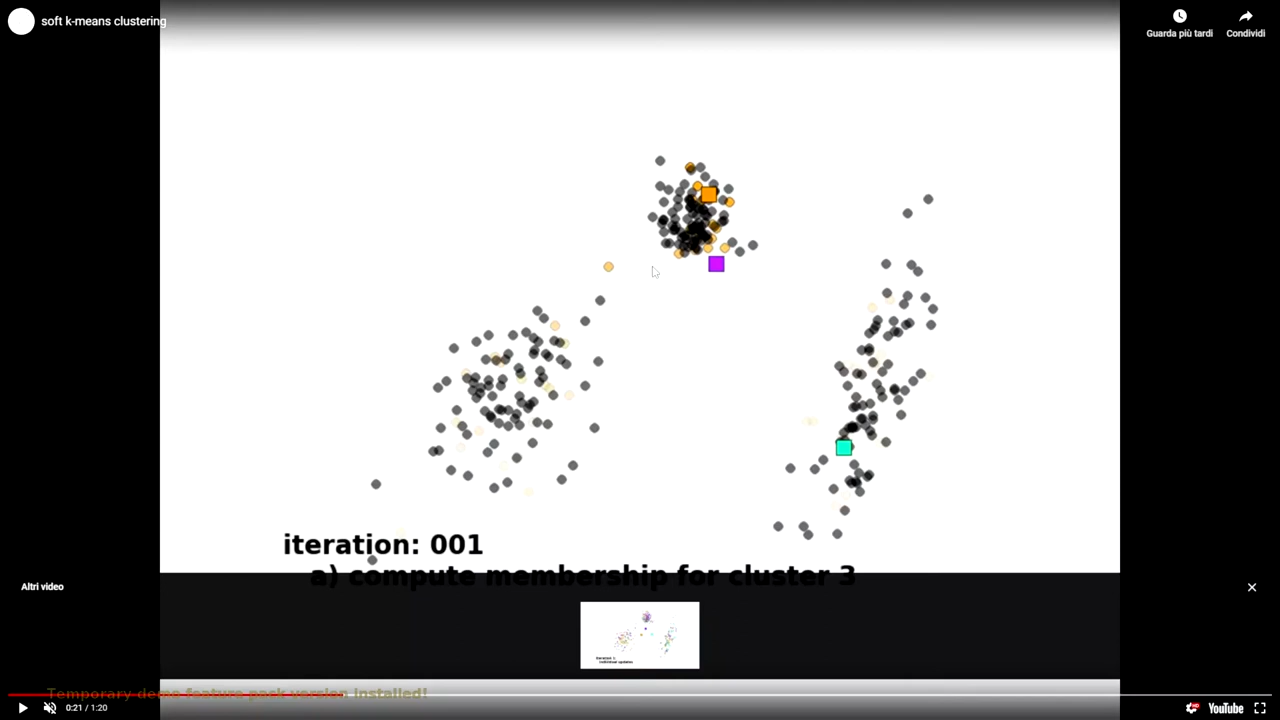 soft k-means clustering
Guarda più tardi
Condividi
iteration: 001
a) compute membership for cluster 3
Altri video
Temporary demo feature pack version installed!
0:21 / 1:20
HD
YouTube